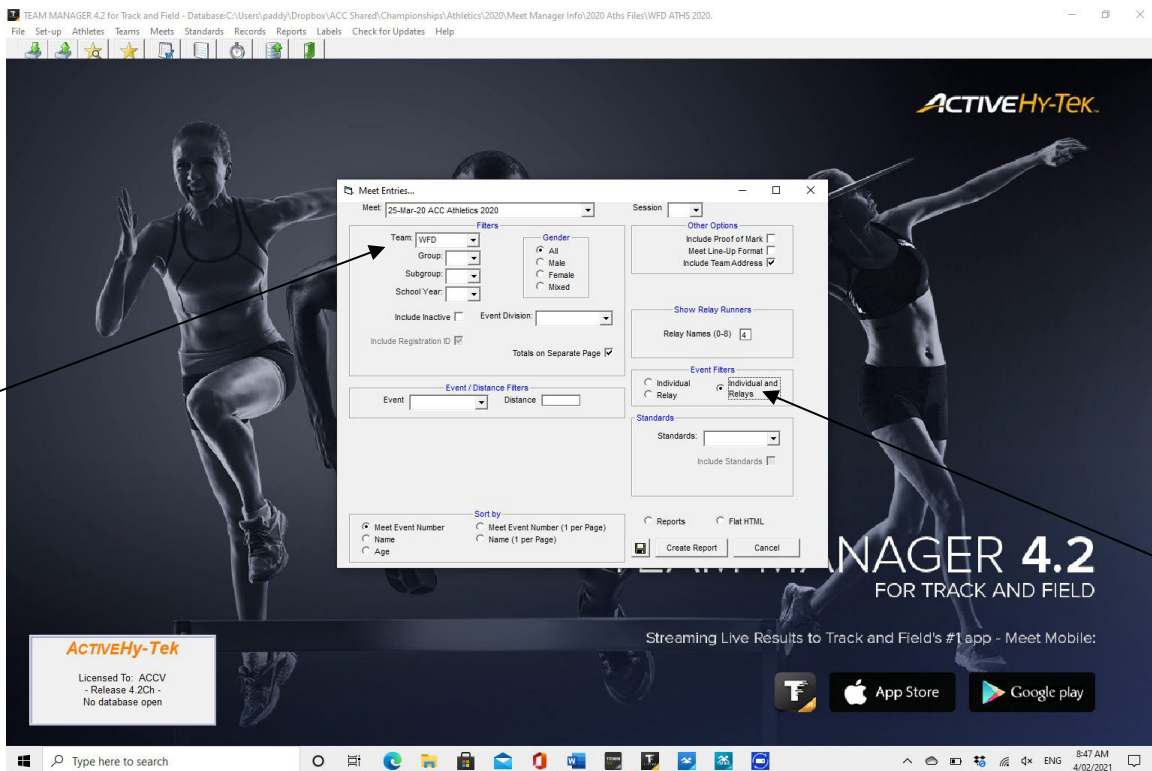 TEAM MANAGER 4.2 for Track and Field - Database:C:\Users\paddy\Dropbox\ACC Shared\Championships\Athletics\2020\Meet Manager Info\2020 Aths Files\WFD ATHS 2020.
File Set-up Athletes Teams Meets Standards Records Reports Labels Check for Updates Help
ACTIVEHy-Tek
Meet Entries...
Meet: 25-Mar-20 ACC Athletics 2020
Session
Filters
Team: WFD
Group:
Subgroup:
School Year:
Gender
All
Male
Female
Mixed
Include Inactive
Event Division:
Include Registration ID
Totals on Separate Page
Event / Distance Filters
Event
Distance
Sort by
Meet Event Number
Name
Age
Meet Event Number (1 per Page)
Name (1 per Page)
Other Options
Include Proof of Mark
Meet Line-Up Format
Include Team Address
Show Relay Runners
Relay Names (0-8) 4
Event Filters
Individual
Relay
Individual and
Relays
Standards
Standards:
Include Standards
Reports
Flat HTML
Create Report
Cancel
TEAM MANAGER 4.2
FOR TRACK AND FIELD
Streaming Live Results to Track and Field's #1 app - Meet Mobile:
App Store
Google play
ACTIVEHy-Tek
Licensed To: ACCV
- Release 4.2Ch -
No database open
Type here to search
ENG
8:47 AM
4/02/2021